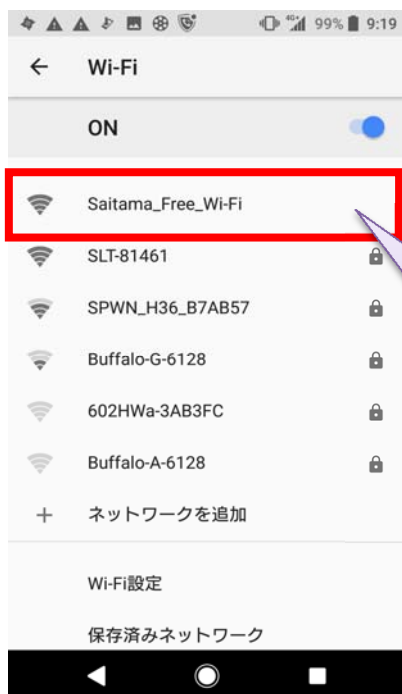 4G 99% 9:19
Wi-Fi
ON
Saitama_Free_Wi-Fi
SLT-81461
SPWN_H36_B7AB57
Buffalo-G-6128
602HWa-3AB3FC
Buffalo-A-6128
+ ネットワークを追加
Wi-Fi設定
保存済みネットワーク